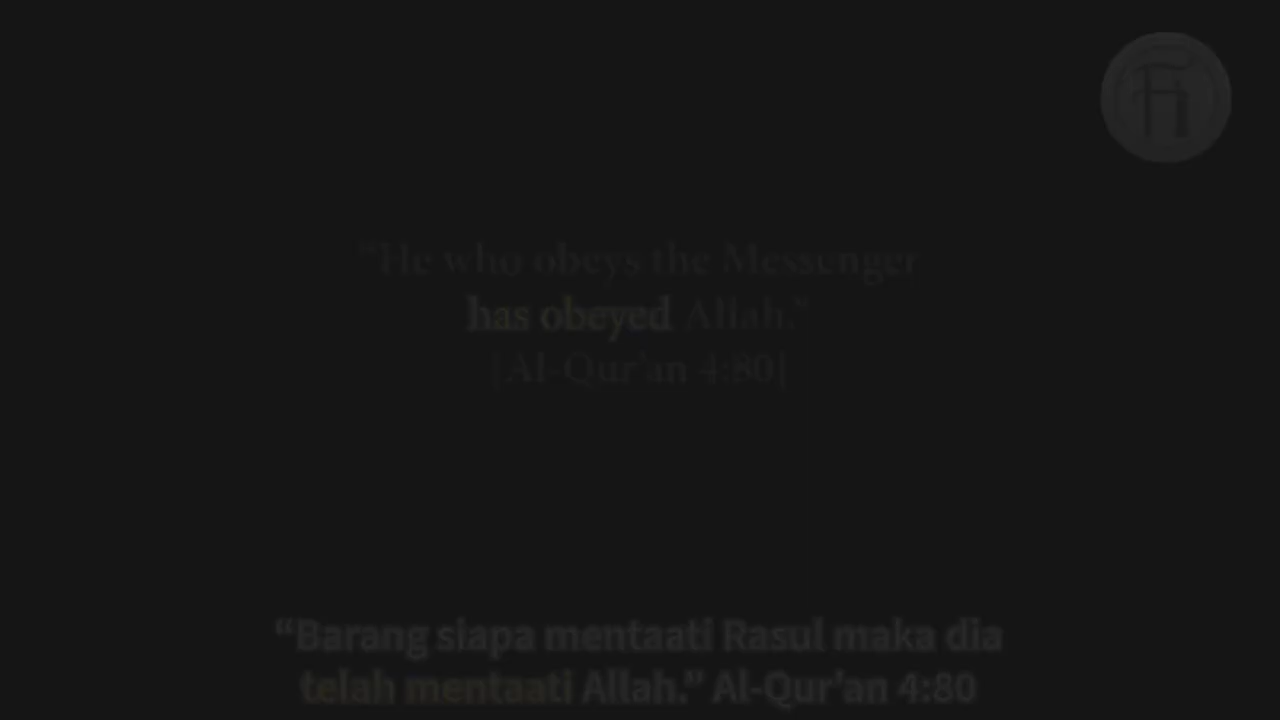 “He who obeys the Messenger
has obeyed Allah.”
[Al-Qur’an 4:80]
“Barang siapa mentaati Rasul maka dia
telah mentaati Allah.” Al-Qur’an 4:80